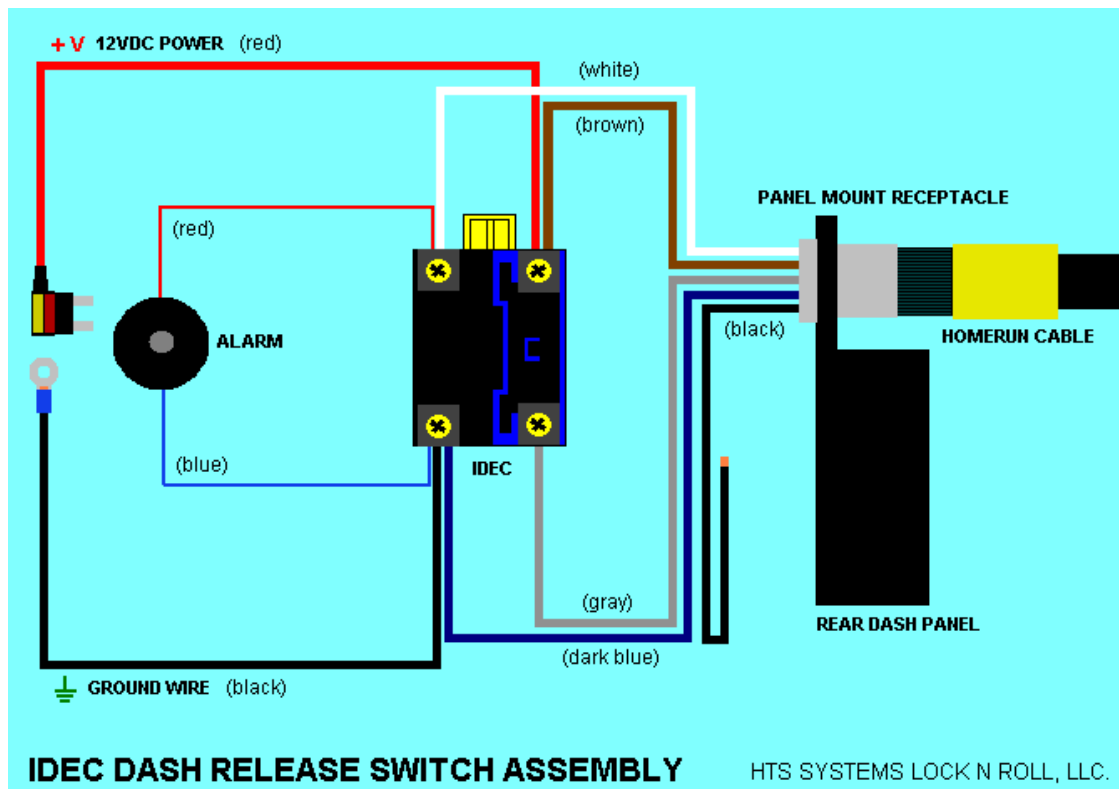 +V 12VDC POWER (red)
(white)
(brown)
PANEL MOUNT RECEPTACLE
(red)
ALARM
(black)
HOMERUN CABLE
(blue)
IDEC
(gray)
REAR DASH PANEL
(dark blue)
GROUND WIRE (black)
IDEC DASH RELEASE SWITCH ASSEMBLY
HTS SYSTEMS LOCK N ROLL, LLC.